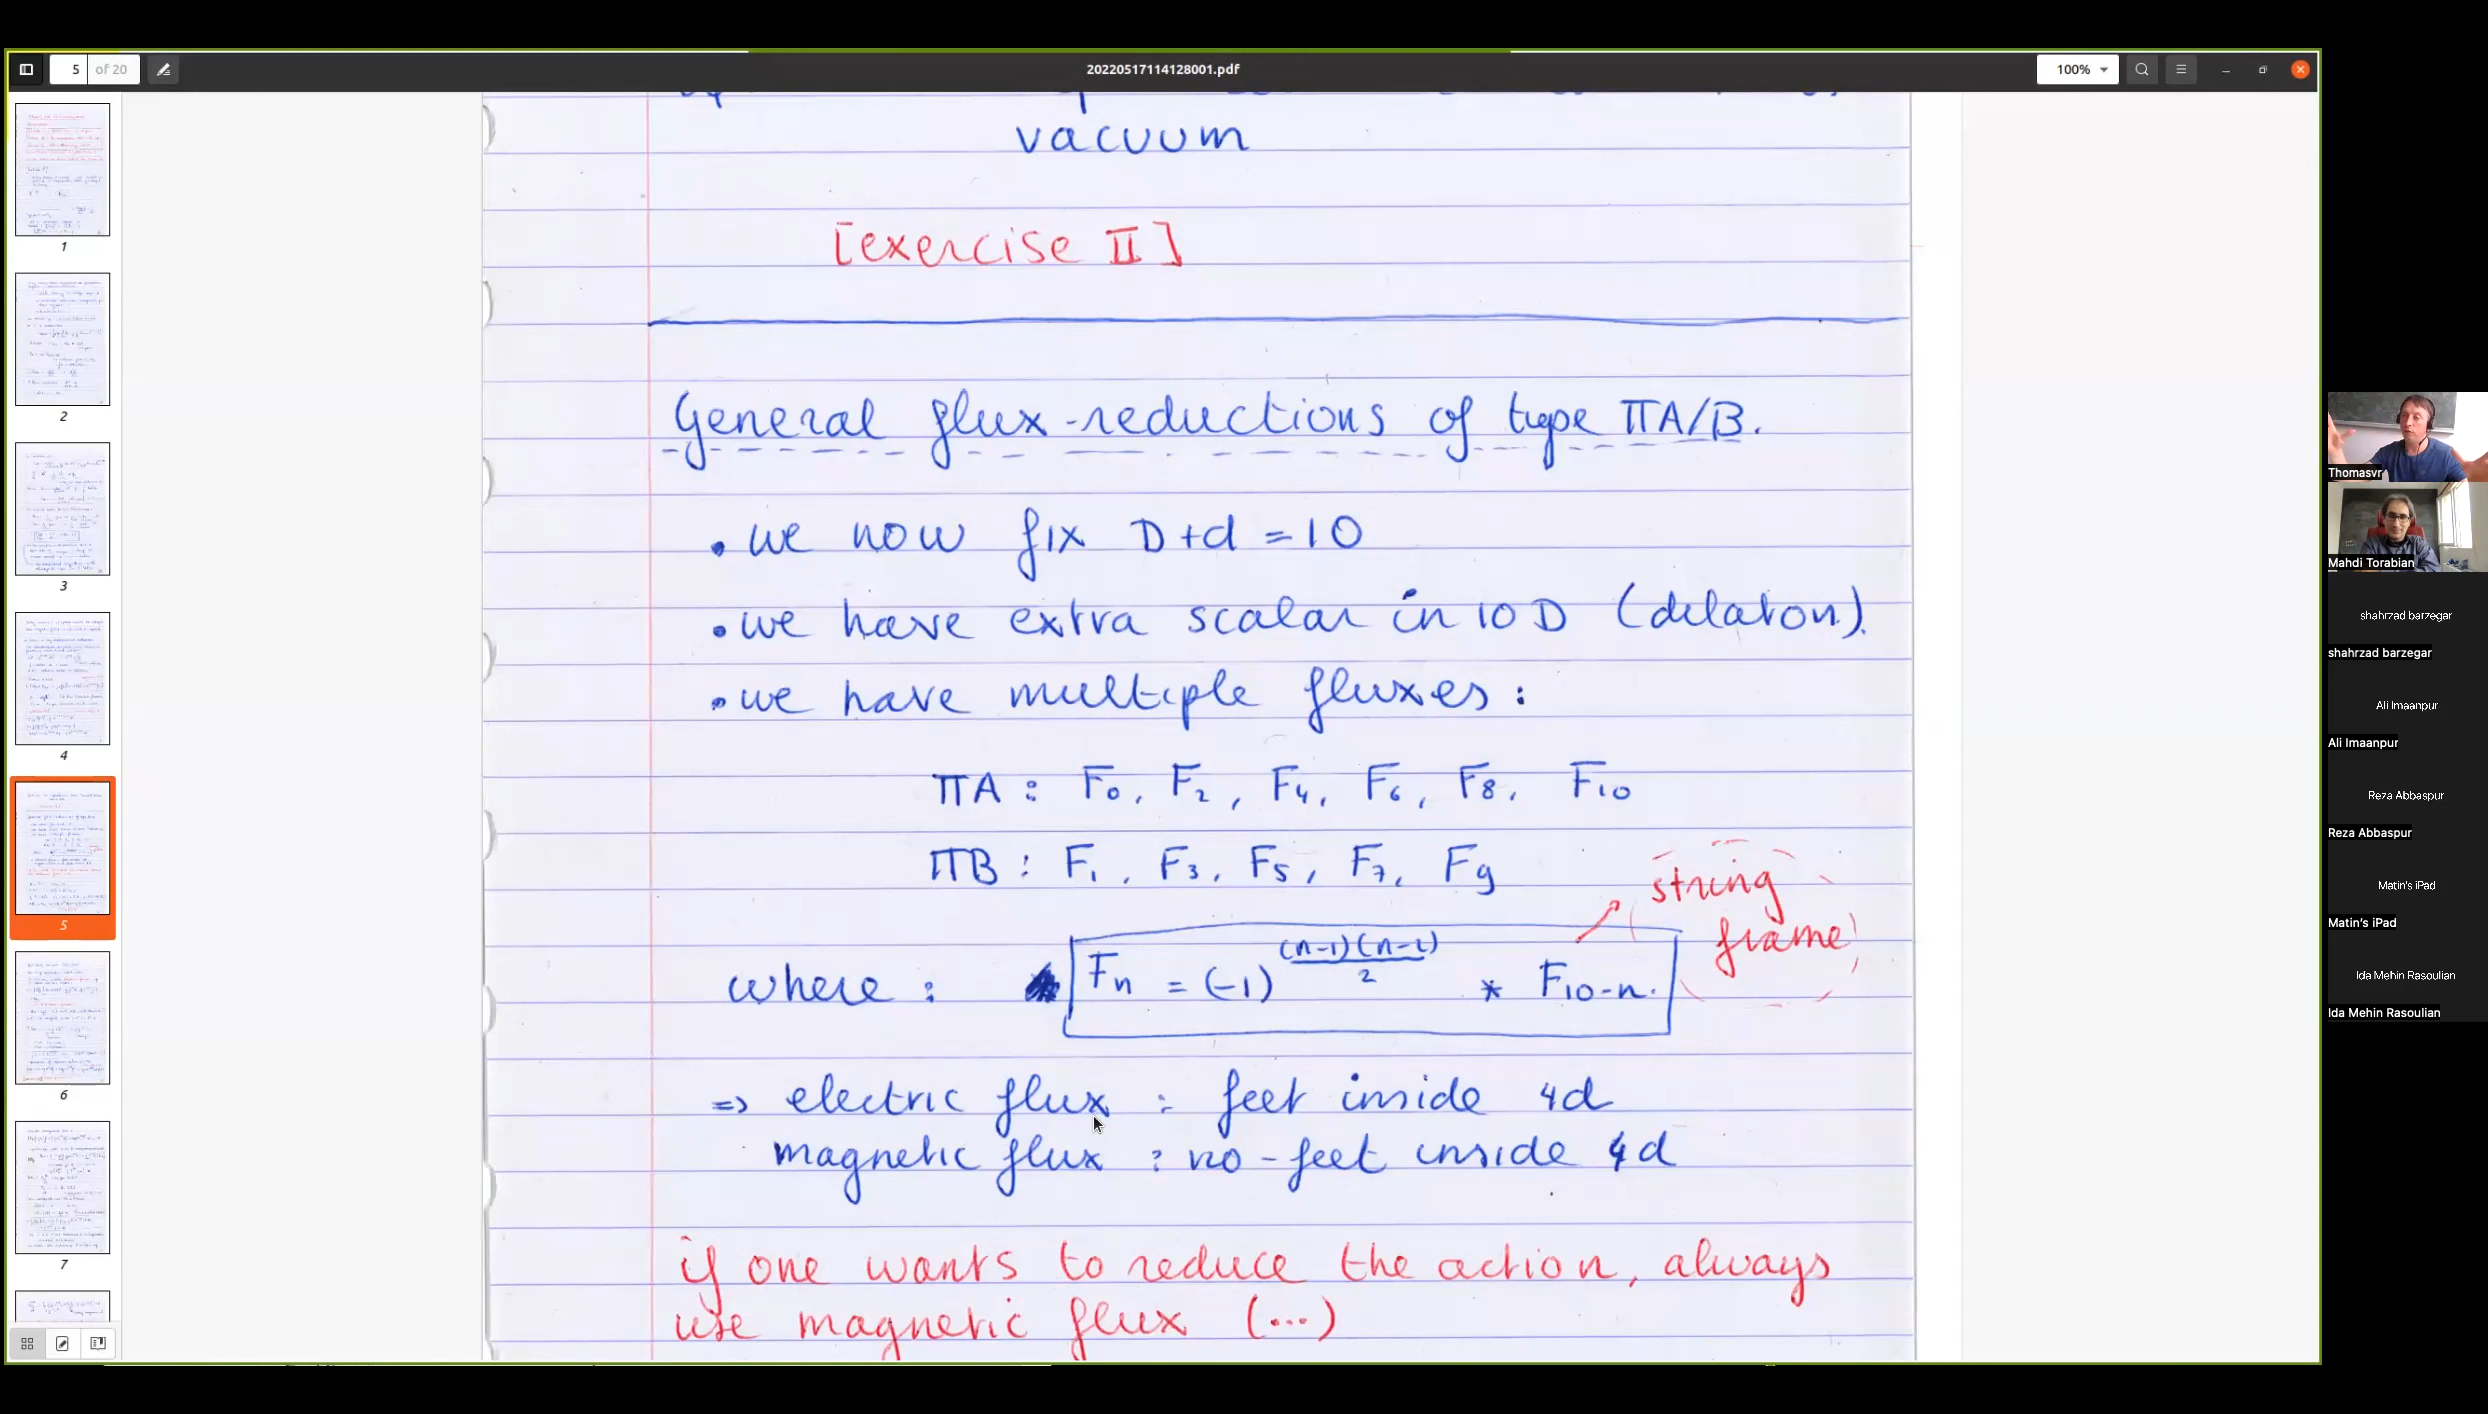 5 of 20
20220517114128001.pdf
100%
vacuum
[exercise II]
General flux-reductions of type IIA/B.
• we now fix D+d = 10
• we have extra scalar in 10D (dilaton).
• we have multiple fluxes:
IIA : F₀, F₂, F₄, F₆, F₈, F₁₀
IIB : F₁, F₃, F₅, F₇, F₉
string frame
where : Fₙ = (-1)^{(n-1)(n-2)/2} * F₁₀₋ₙ.
=> electric flux : feet inside 4d
magnetic flux : no-feet inside 4d
if one wants to reduce the action, always
use magnetic flux (...)
1
2
3
4
5
6
7
Thomasvr
Mahdi Torabian
shahrzad barzegar
shahrzad barzegar
Ali Imaanpur
Ali Imaanpur
Reza Abbaspur
Reza Abbaspur
Matin's iPad
Matin's iPad
Ida Mehin Rasoulian
Ida Mehin Rasoulian